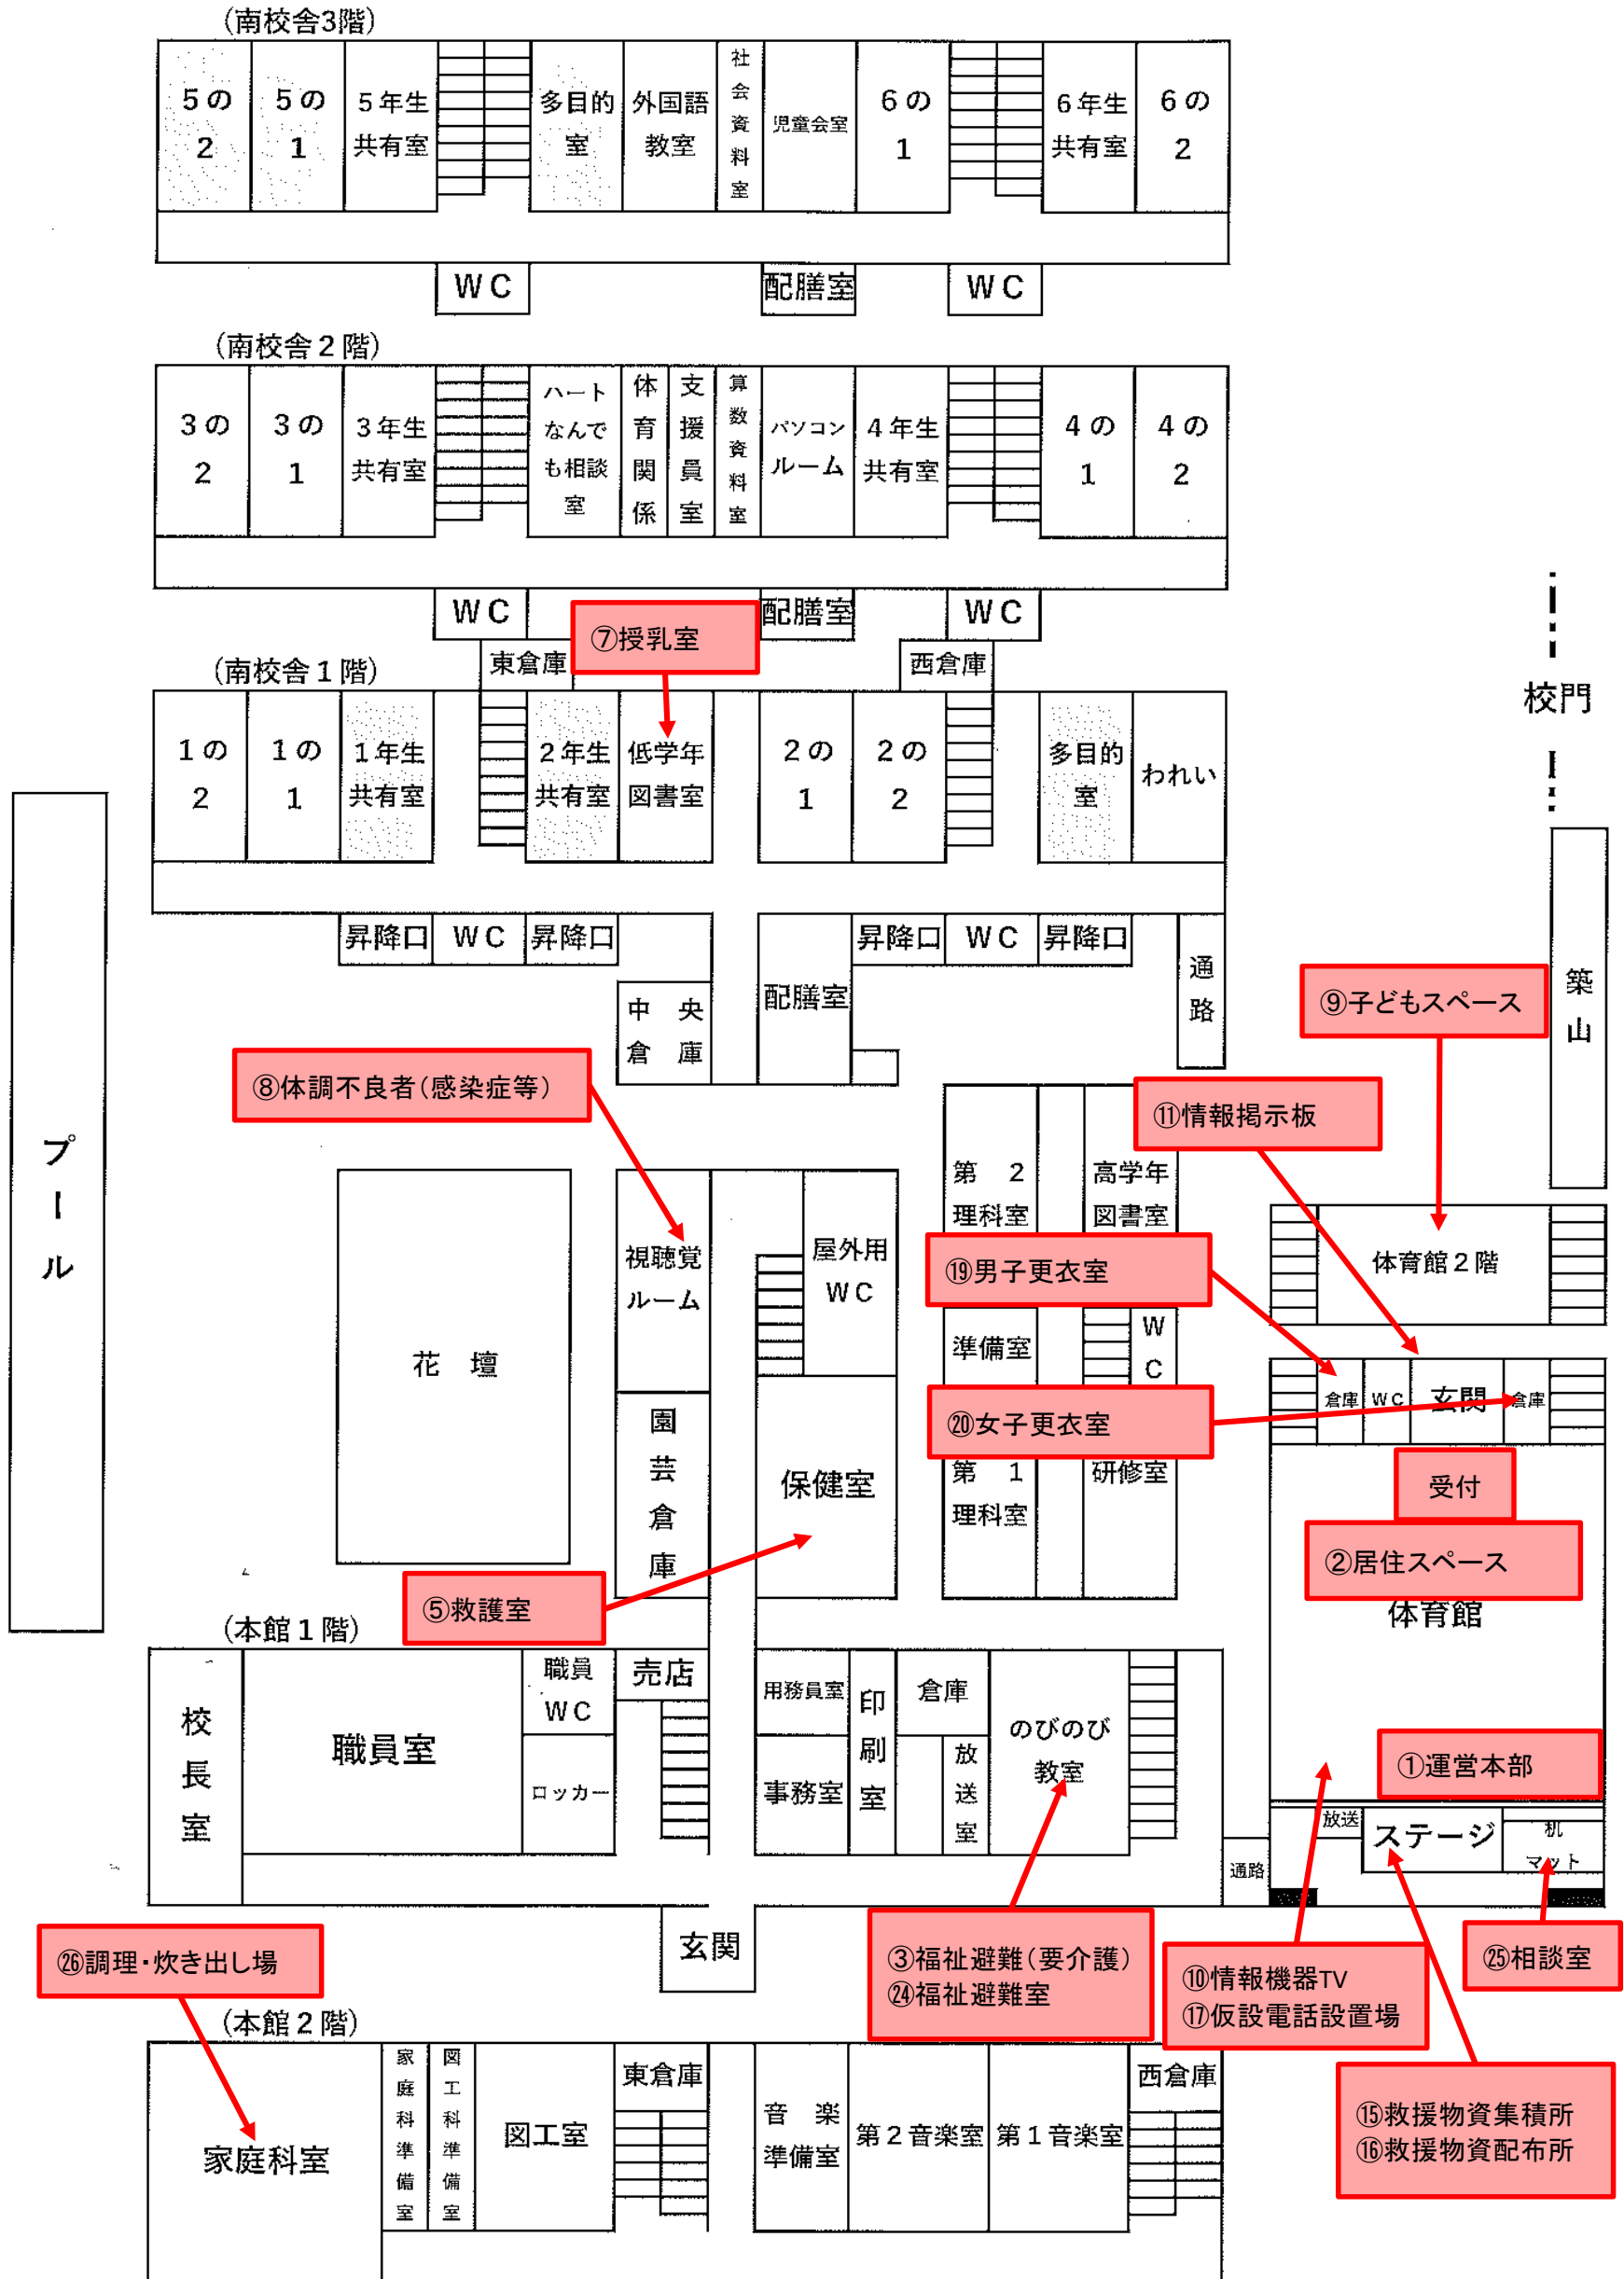 (南校舎3階)
5の2
5の1
5年生共有室
多目的室
外国語教室
社会資料室
児童会室
6の1
6年生共有室
6の2
WC
配膳室
WC
(南校舎2階)
3の2
3の1
3年生共有室
ハートなんでも相談室
体育関係
支援員室
算数資料室
パソコンルーム
4年生共有室
4の1
4の2
WC
配膳室
WC
⑦授乳室
東倉庫
西倉庫
校門
(南校舎1階)
1の2
1の1
1年生共有室
2年生共有室
低学年図書室
2の1
2の2
多目的室
われい
昇降口
WC
昇降口
昇降口
WC
昇降口
通路
中央倉庫
配膳室
築山
⑨子どもスペース
⑧体調不良者(感染症等)
⑪情報掲示板
プール
花壇
視聴覚ルーム
屋外用WC
第2理科室
高学年図書室
体育館2階
⑲男子更衣室
準備室
WC
倉庫
WC
玄関
倉庫
⑳女子更衣室
園芸倉庫
保健室
第1理科室
研修室
受付
②居住スペース
体育館
⑤救護室
(本館1階)
校長室
職員室
職員WC
ロッカー
売店
用務員室
事務室
印刷室
倉庫
放送室
のびのび教室
①運営本部
放送
ステージ
机
マット
通路
玄関
③福祉避難(要介護)
㉔福祉避難室
⑩情報機器TV
⑰仮設電話設置場
㉕相談室
㉖調理・炊き出し場
⑮救援物資集積所
⑯救援物資配布所
(本館2階)
家庭科室
家庭科準備室
図工科準備室
図工室
東倉庫
音楽準備室
第2音楽室
第1音楽室
西倉庫